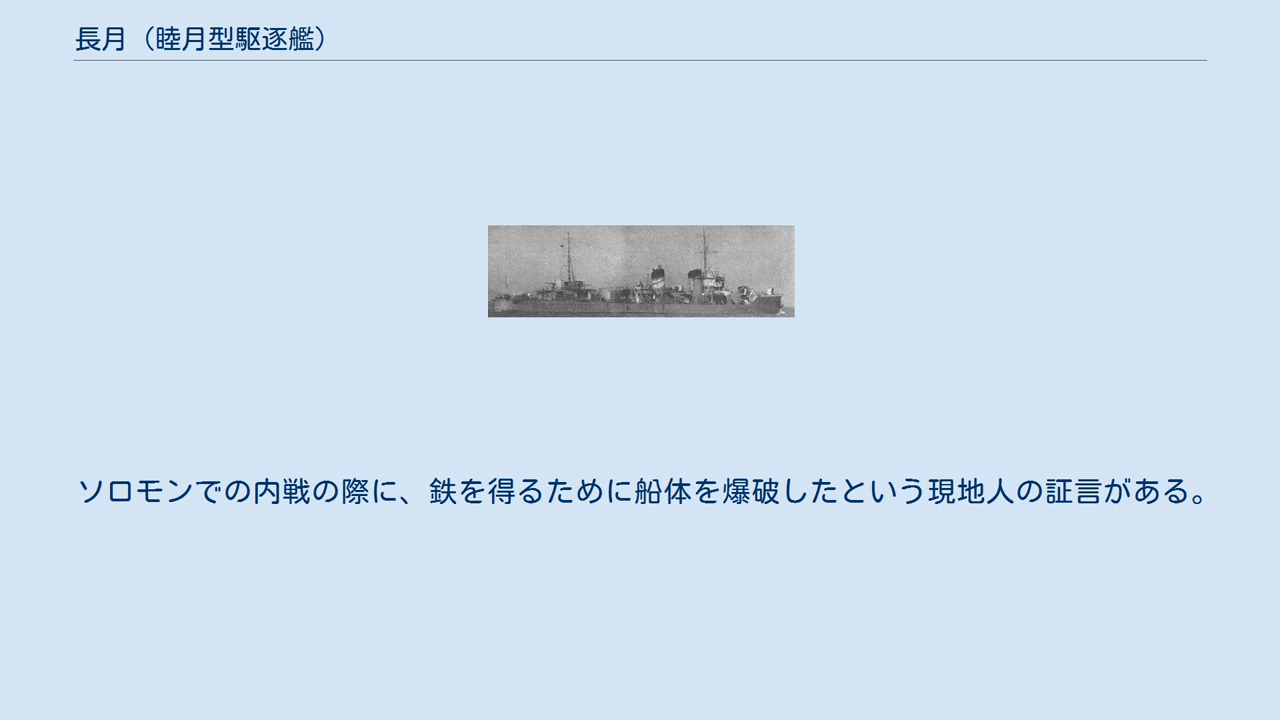 長月（睦月型駆逐艦）
ソロモンでの内戦の際に、鉄を得るために船体を爆破したという現地人の証言がある。